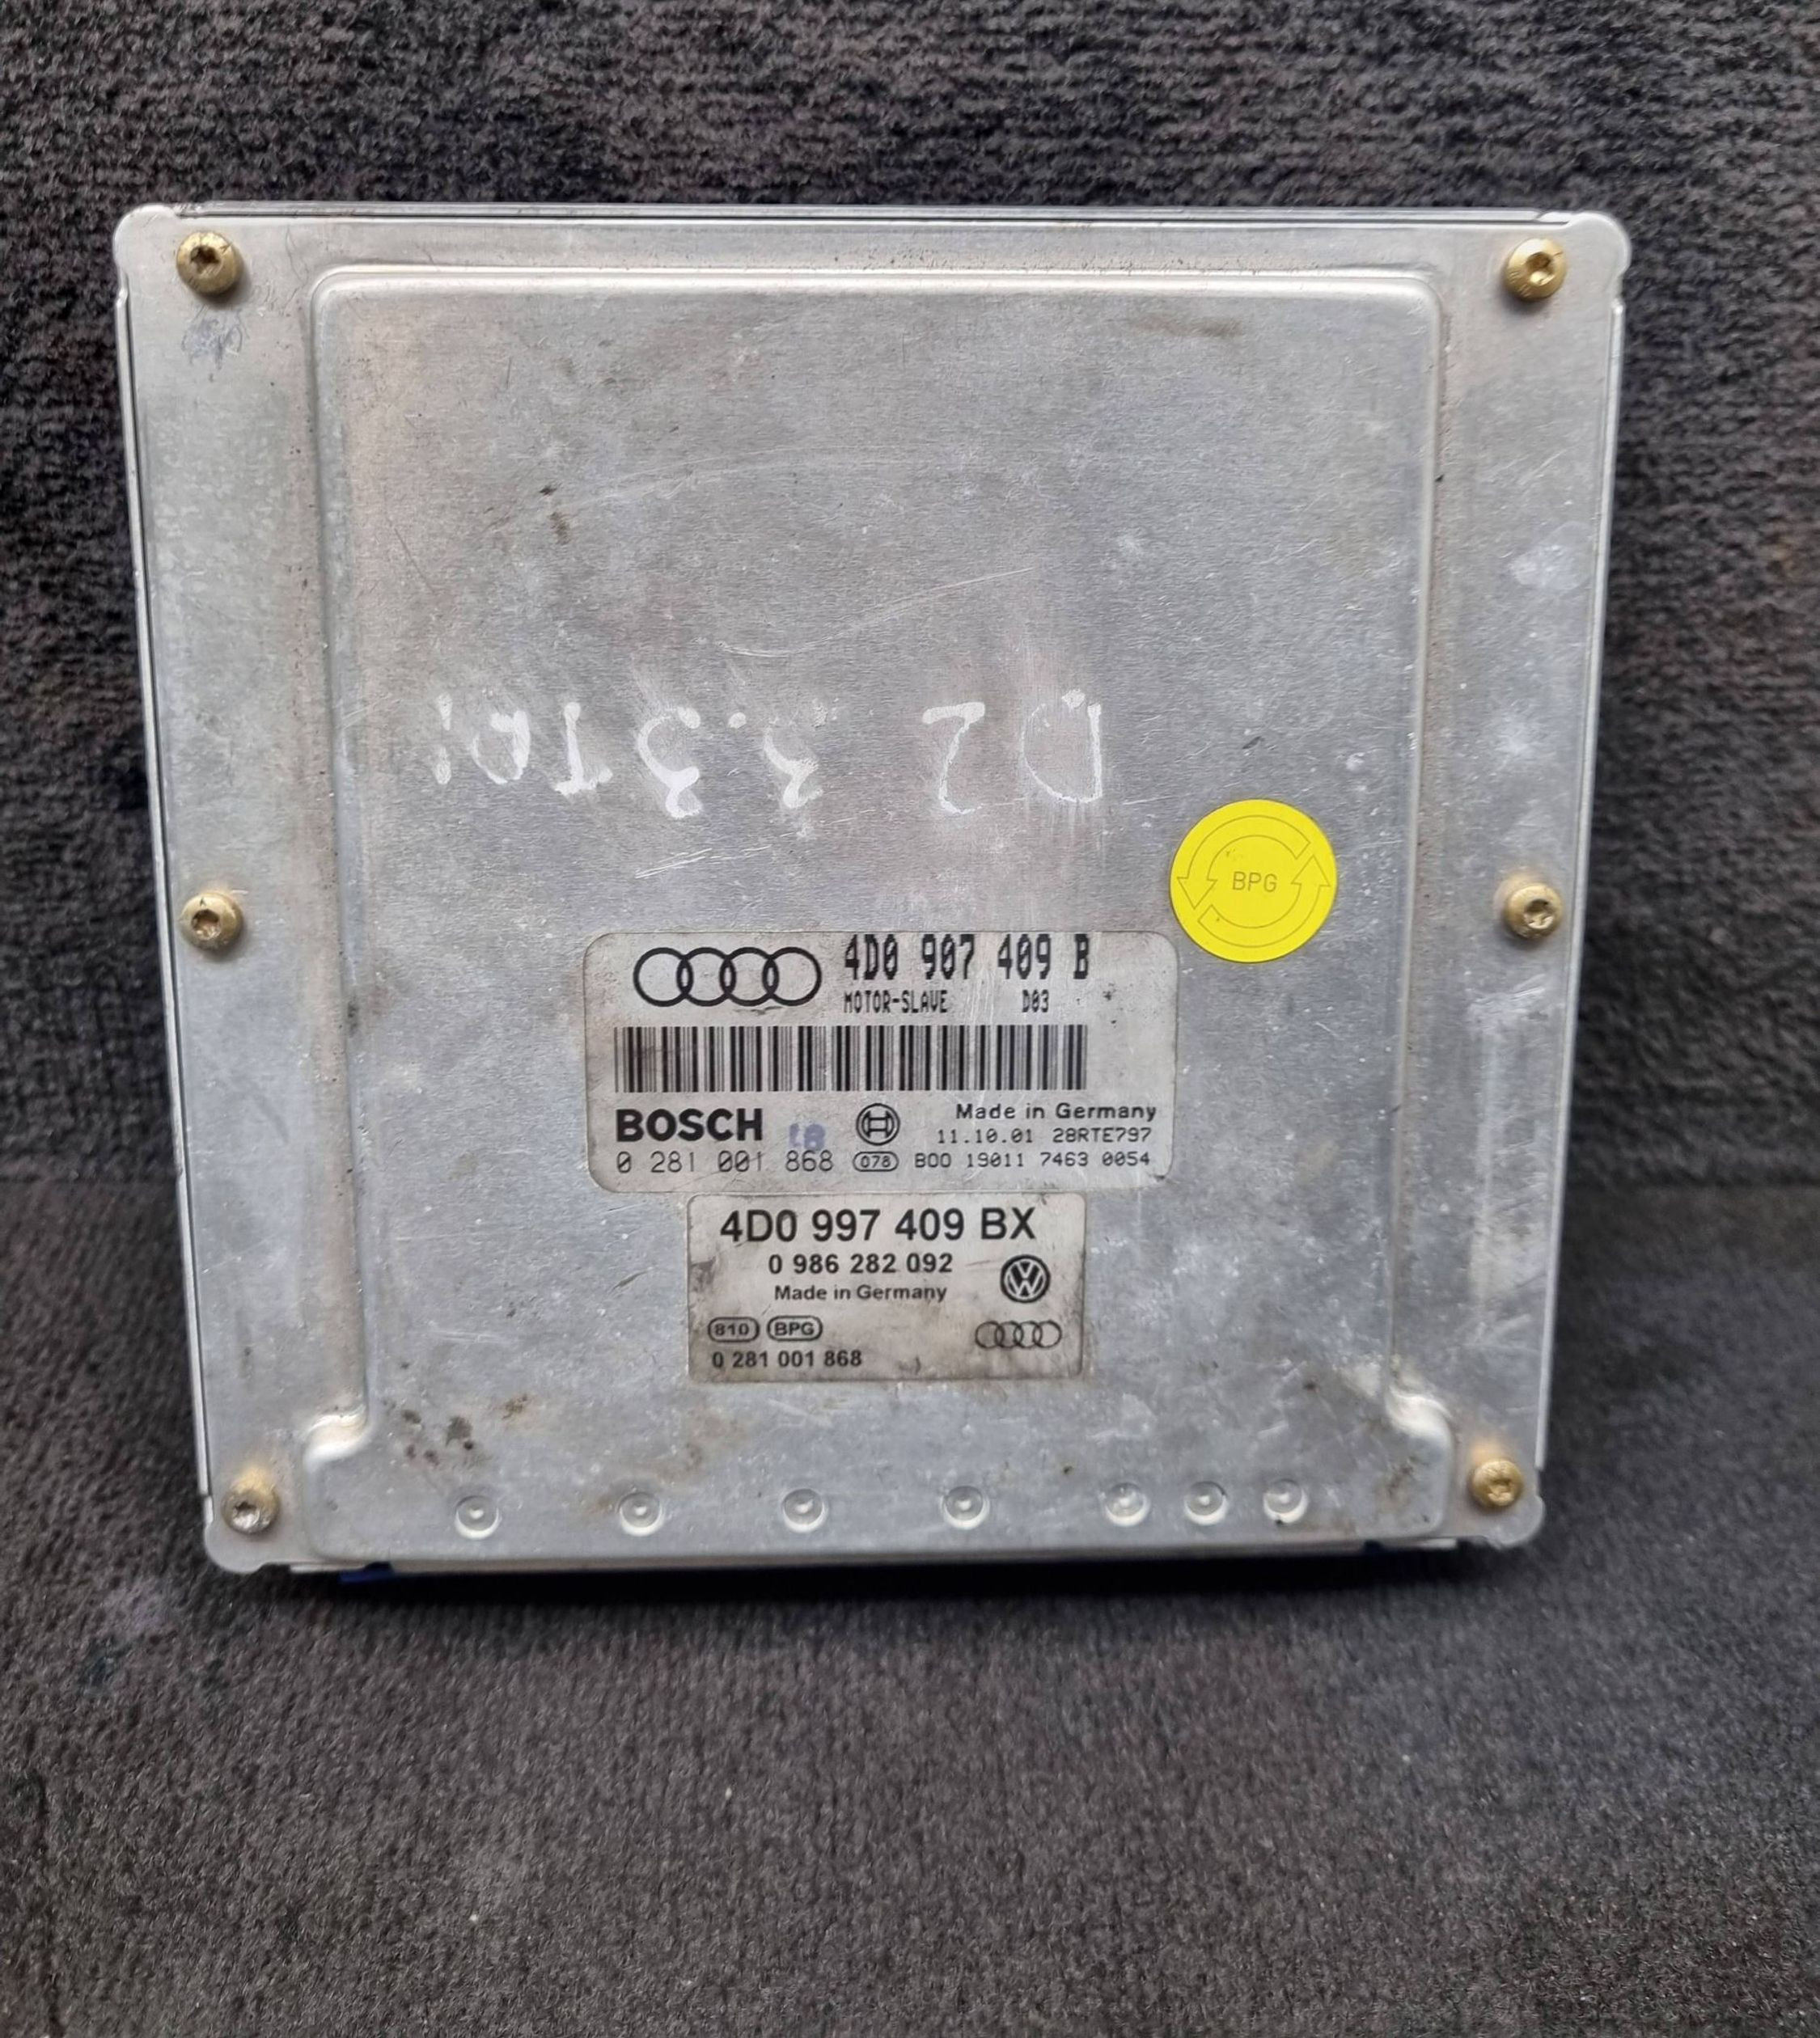 D2 3.3 TDI
BPG
4D0 907 409 B
MOTOR-SLAVE D03
BOSCH
Made in Germany
11.10.01 28RTE797
0 281 001 868 078 B00 19011 7463 0054
4D0 997 409 BX
0 986 282 092
Made in Germany
810 BPG
0 281 001 868